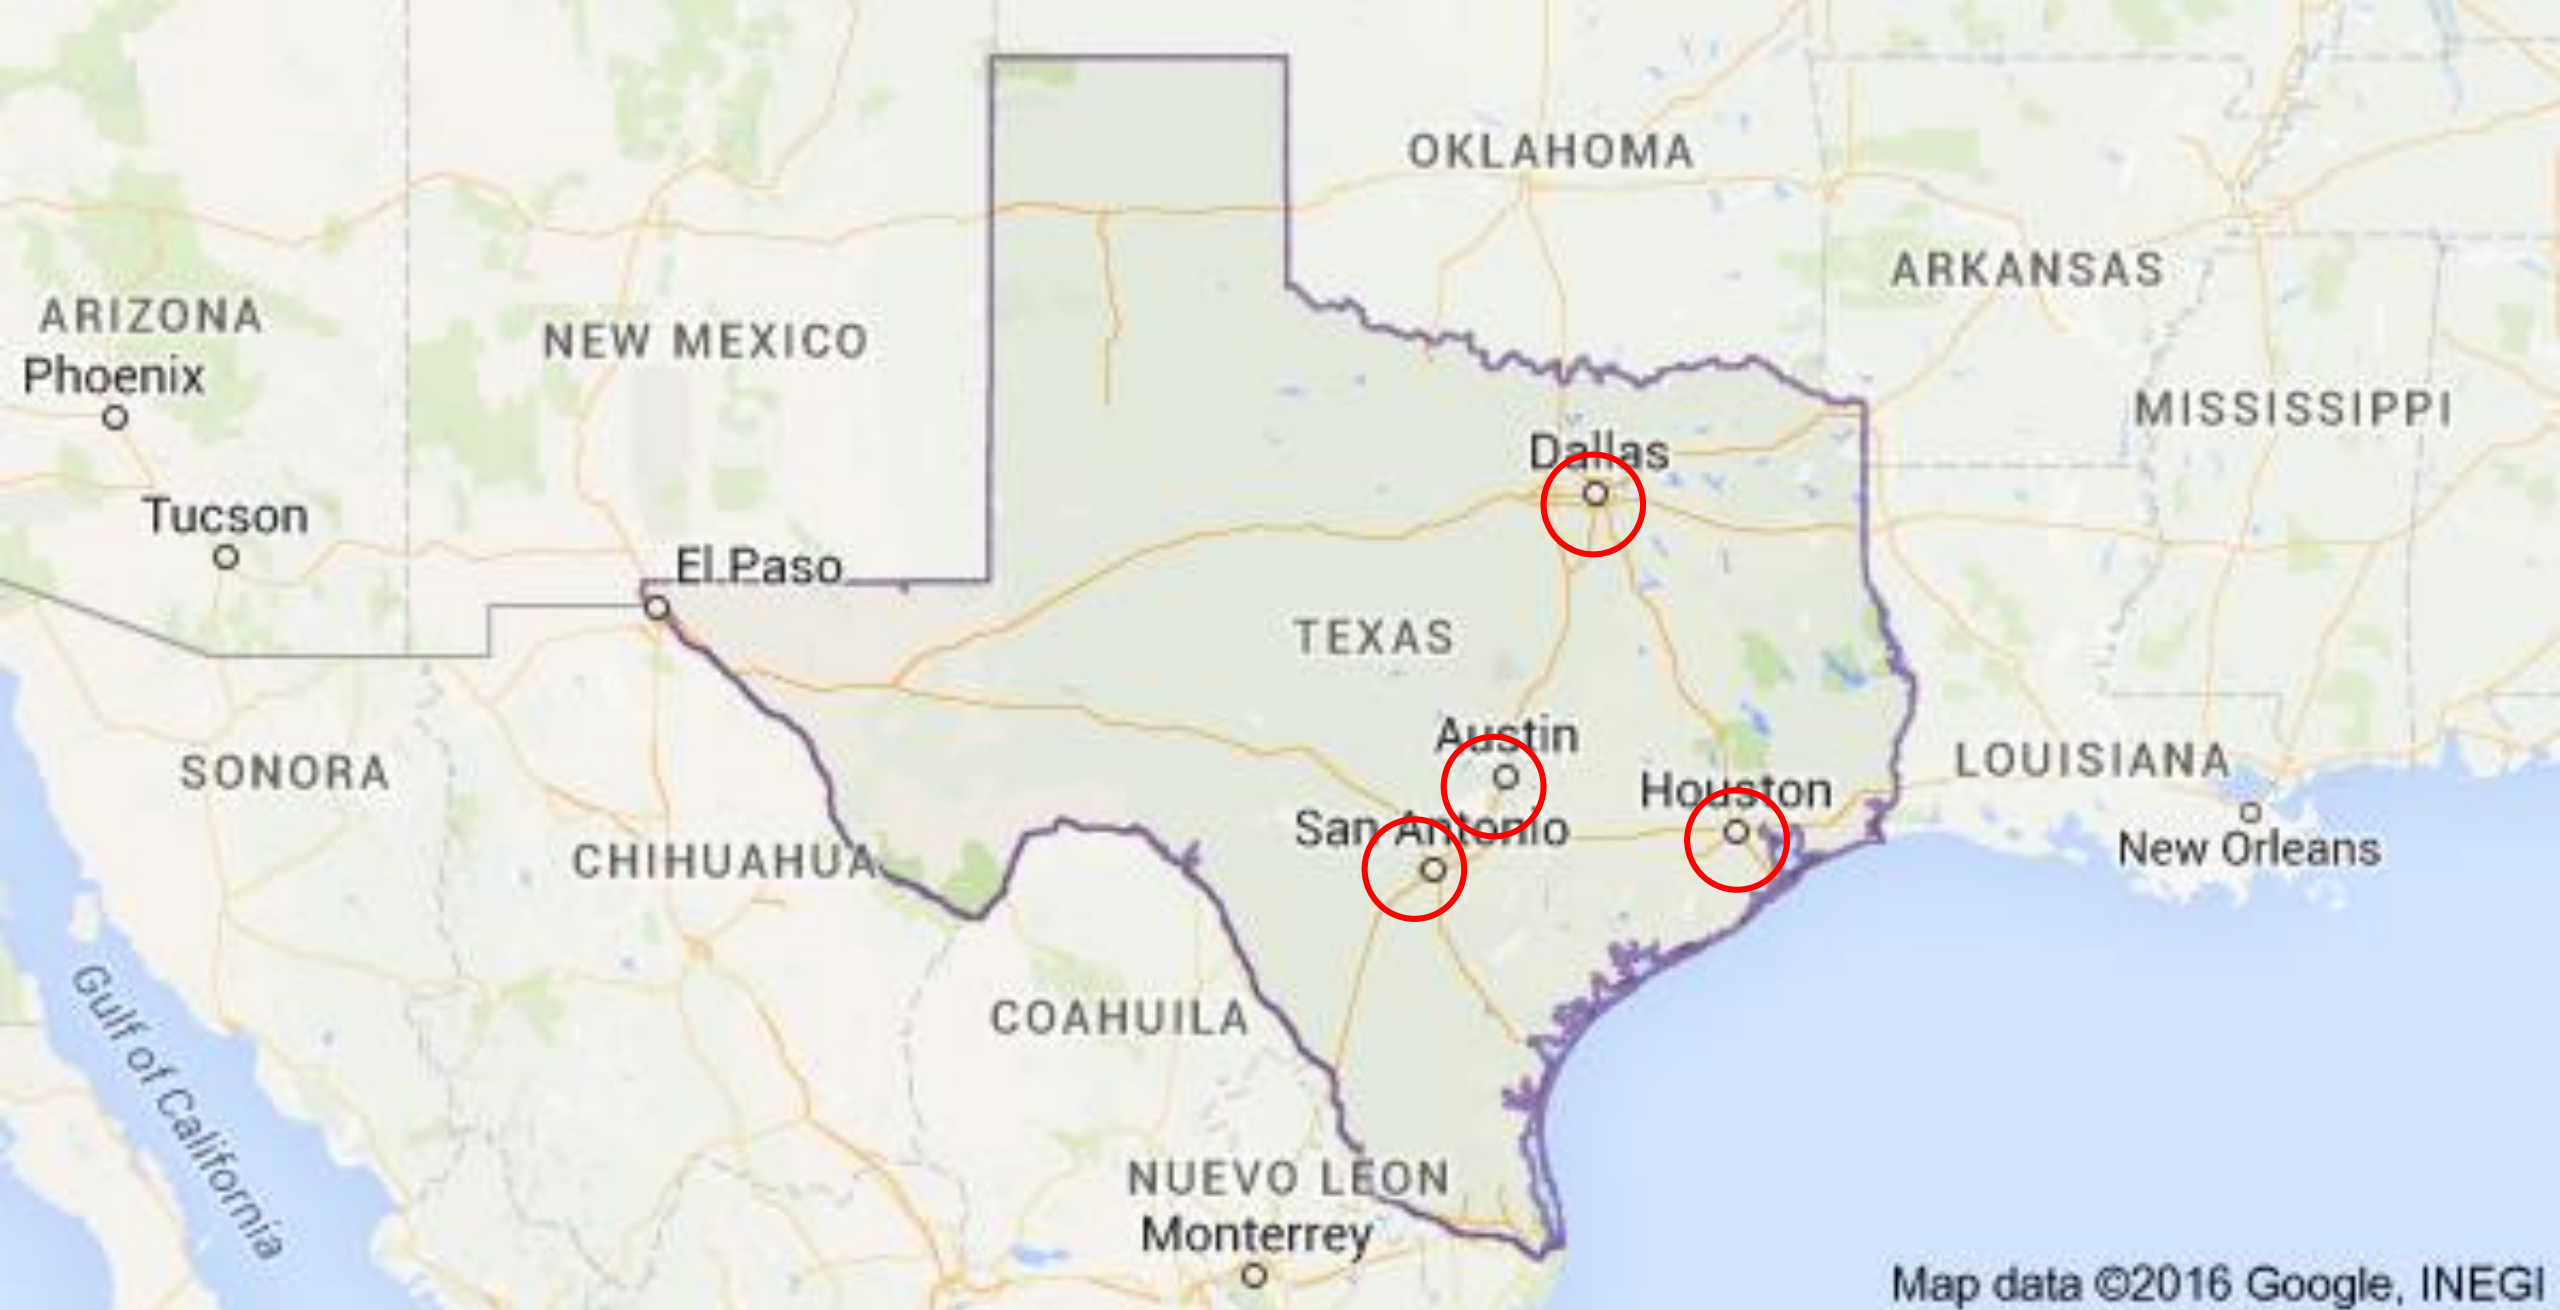 OKLAHOMA
ARKANSAS
ARIZONA
NEW MEXICO
Phoenix
MISSISSIPPI
Dallas
Tucson
El Paso
TEXAS
Austin
SONORA
LOUISIANA
Houston
San Antonio
New Orleans
CHIHUAHUA
COAHUILA
Gulf of California
NUEVO LEON
Monterrey
Map data ©2016 Google, INEGI